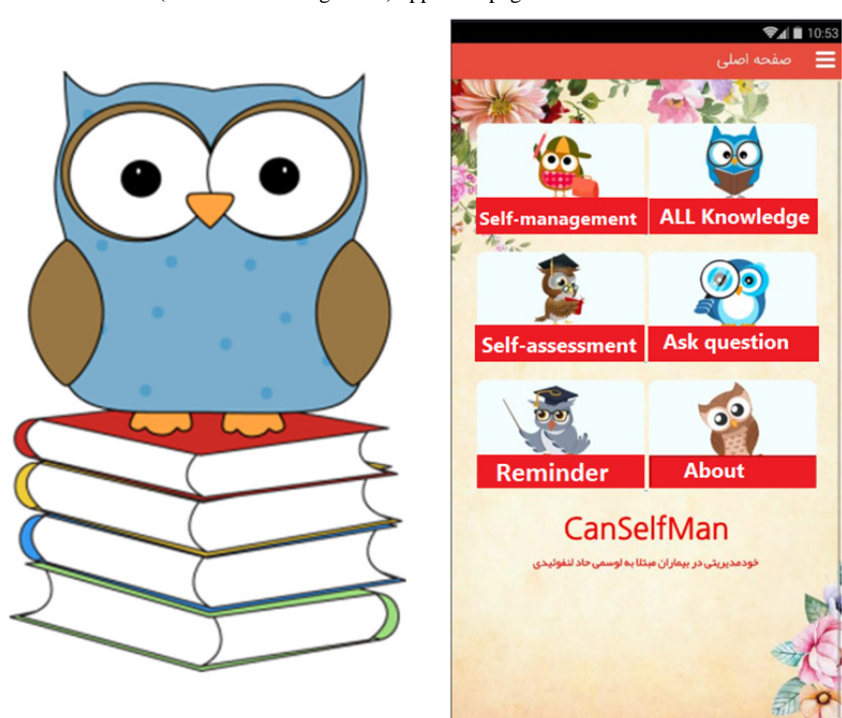 10:53
صفحه اصلی
Self-management
ALL Knowledge
Self-assessment
Ask question
Reminder
About
CanSelfMan
خودمدیریتی در بیماران مبتلا به لوسمی حاد لنفوئیدی